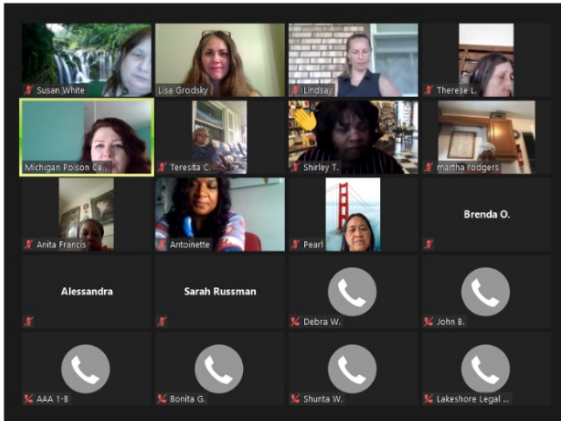 Susan White
Lisa Grodsky
Lindsay
Therese L.
Michigan Poison Ce...
Teresita C.
Shirley T.
martha rodgers
Anita Francis
Antoinette
Pearl
Brenda O.
Alessandra
Sarah Russman
Debra W.
John B.
AAA 1-B
Bonita G.
Shunta W.
Lakeshore Legal ...